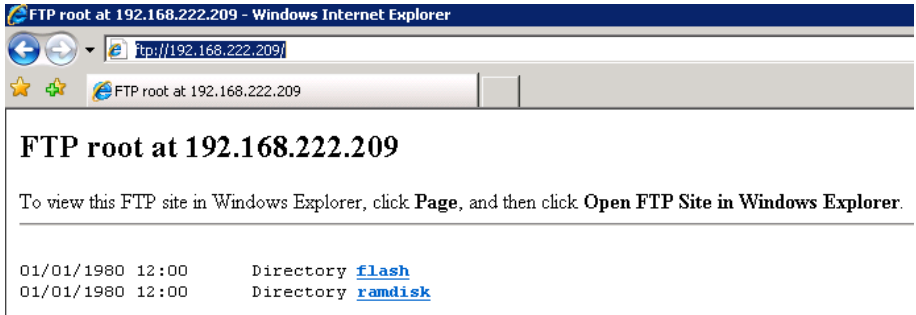 FTP root at 192.168.222.209 - Windows Internet Explorer
ftp://192.168.222.209/
FTP root at 192.168.222.209
FTP root at 192.168.222.209
To view this FTP site in Windows Explorer, click Page, and then click Open FTP Site in Windows Explorer.
01/01/1980 12:00 Directory flash
01/01/1980 12:00 Directory ramdisk